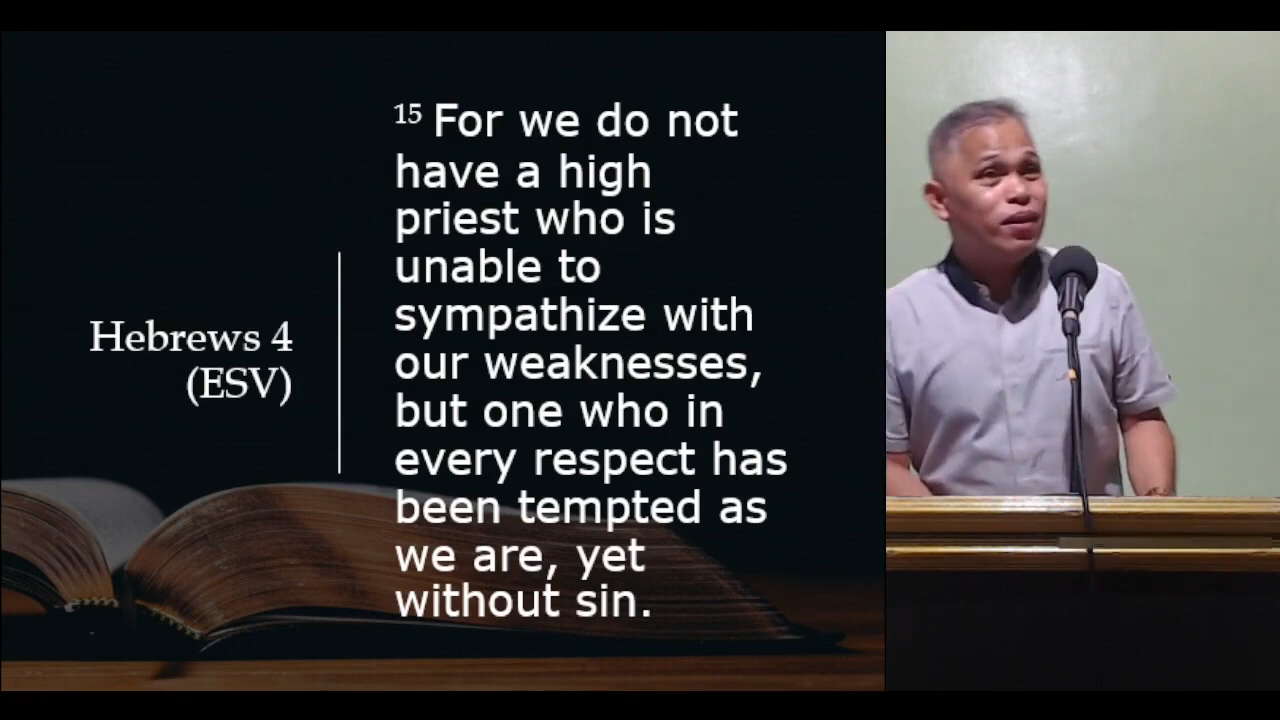 Hebrews 4
(ESV)
15 For we do not
have a high
priest who is
unable to
sympathize with
our weaknesses,
but one who in
every respect has
been tempted as
we are, yet
without sin.